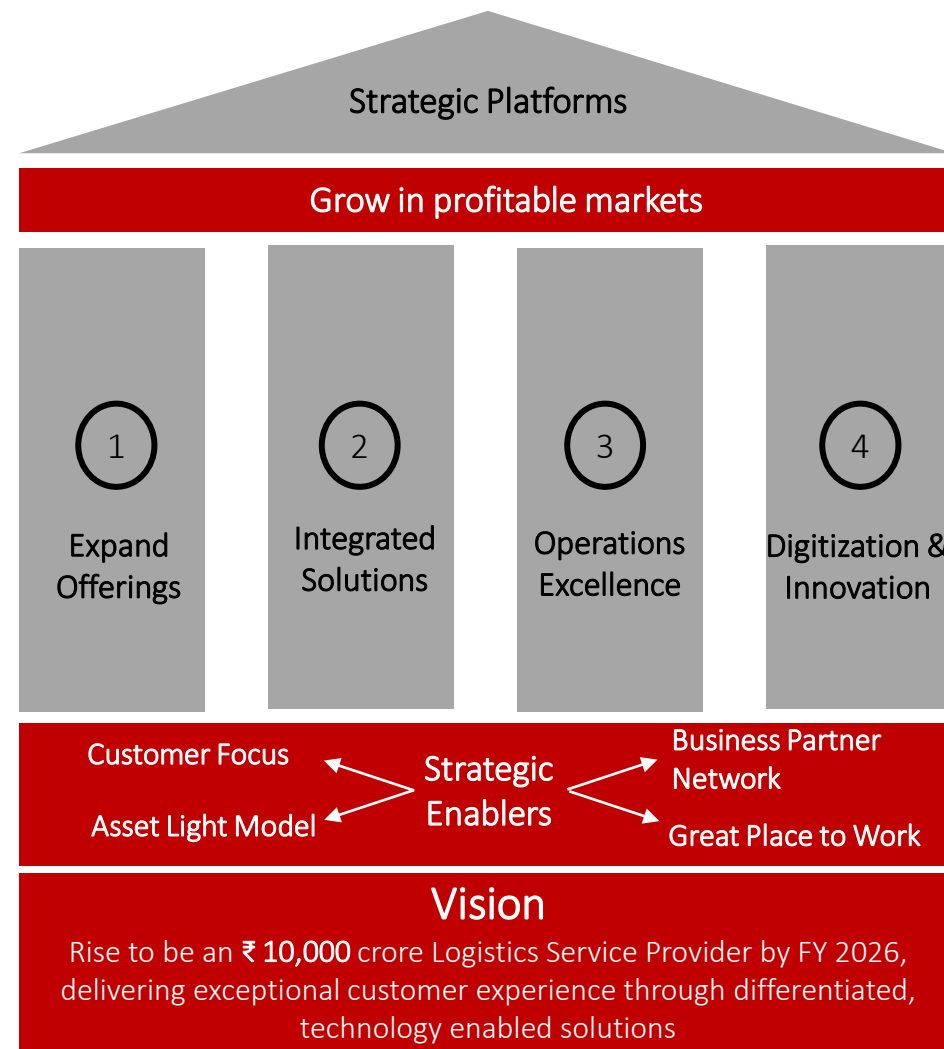 Strategic Platforms
Grow in profitable markets
1
Expand
Offerings
2
Integrated
Solutions
3
Operations
Excellence
4
Digitization &
Innovation
Customer Focus
Asset Light Model
Strategic
Enablers
Business Partner
Network
Great Place to Work
Vision
Rise to be an ₹ 10,000 crore Logistics Service Provider by FY 2026,
delivering exceptional customer experience through differentiated,
technology enabled solutions